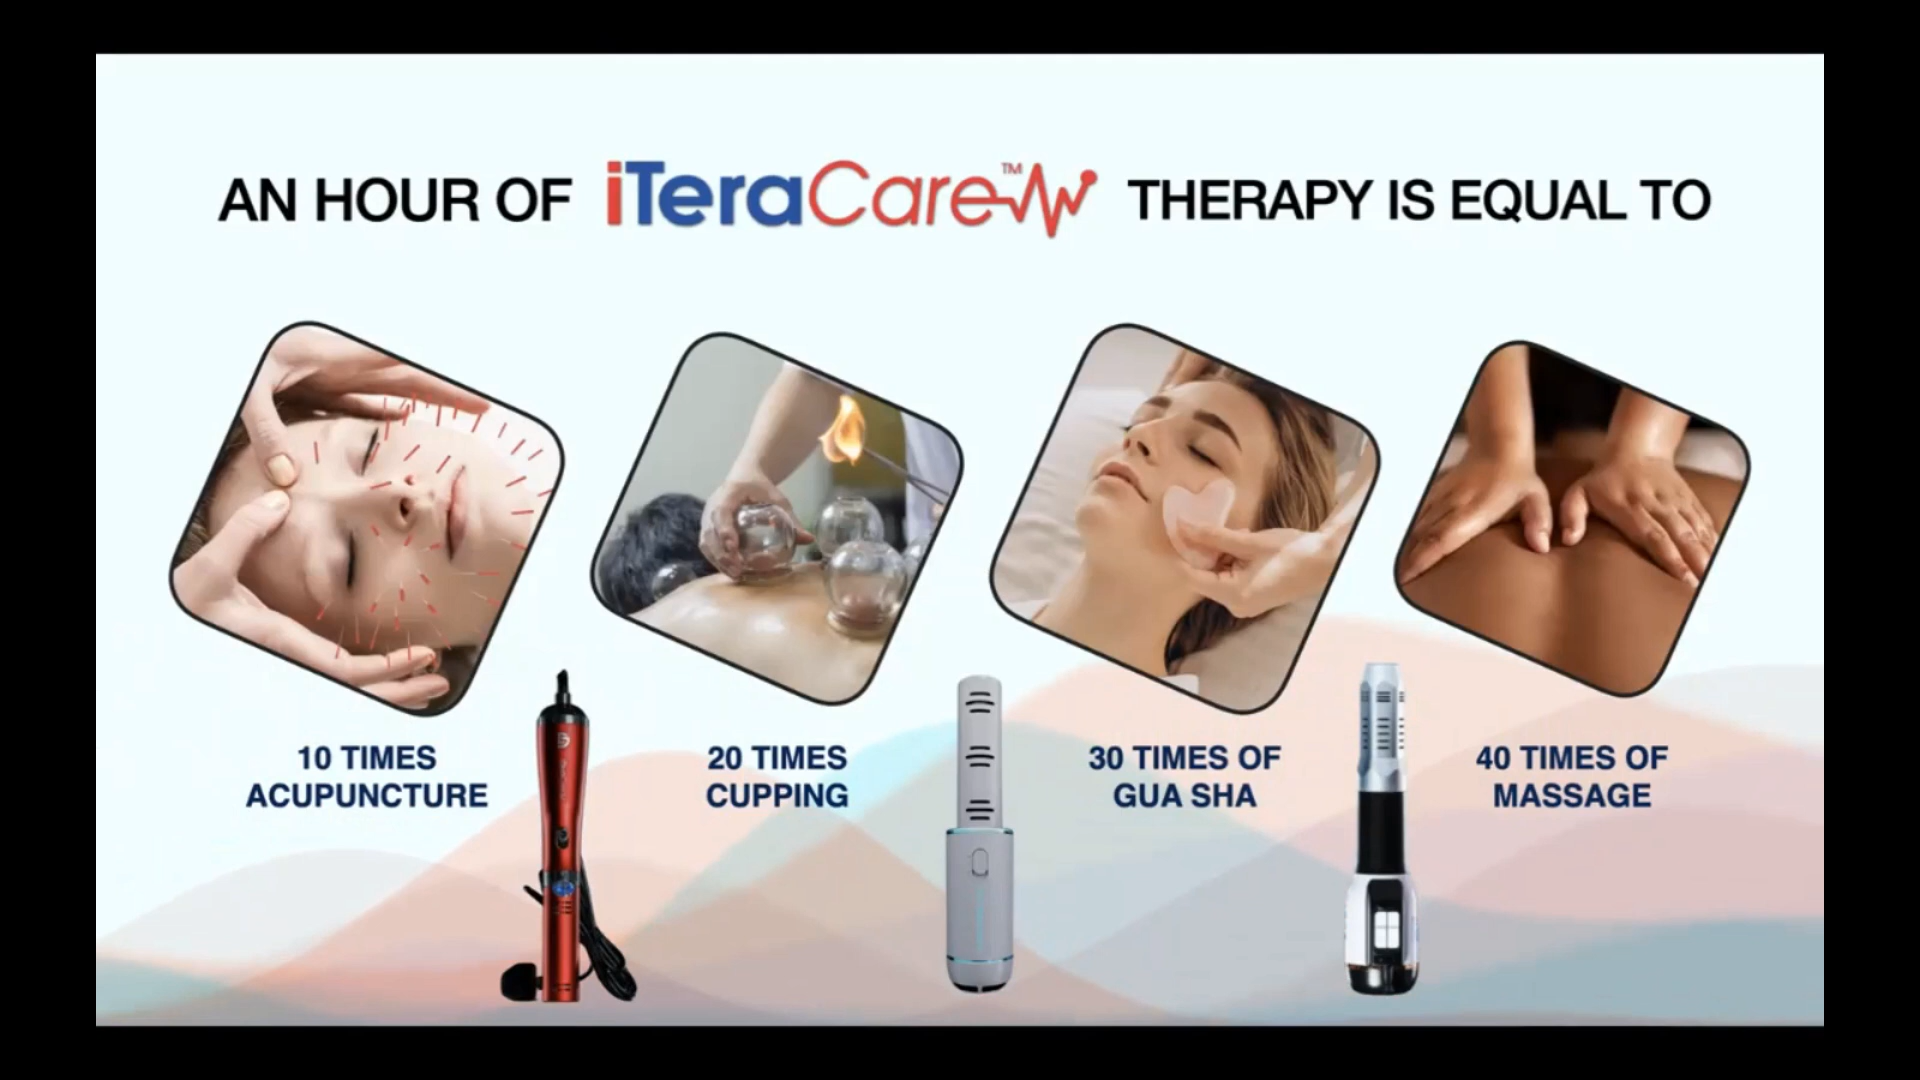 AN HOUR OF iTeraCare™ THERAPY IS EQUAL TO
10 TIMES
ACUPUNCTURE
20 TIMES
CUPPING
30 TIMES OF
GUA SHA
40 TIMES OF
MASSAGE